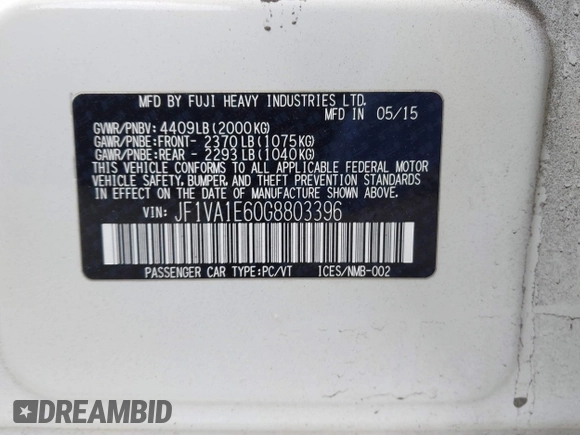 MFD BY FUJI HEAVY INDUSTRIES LTD.
MFD IN 05/15
GVWR/PNBV: 4409LB(2000KG)
GAWR/PNBE:FRONT- 2370LB(1075KG)
GAWR/PNBE:REAR - 2293LB(1040KG)
THIS VEHICLE CONFORMS TO ALL APPLICABLE FEDERAL MOTOR
VEHICLE SAFETY, BUMPER, AND THEFT PREVENTION STANDARDS
IN EFFECT ON THE DATE OF MANUFACTURE SHOWN ABOVE.
VIN: JF1VA1E60G8803396
PASSENGER CAR TYPE:PC/VT ICES/NMB-002
DREAMBID